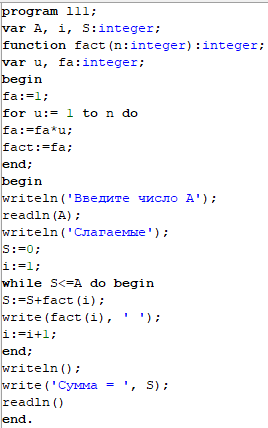 program lll;
var A, i, S:integer;
function fact(n:integer):integer;
var u, fa:integer;
begin
fa:=1;
for u:= 1 to n do
fa:=fa*u;
fact:=fa;
end;
begin
writeln('Введите число A');
readln(A);
writeln('Слагаемые');
S:=0;
i:=1;
while S<=A do begin
S:=S+fact(i);
write(fact(i), ' ');
i:=i+1;
end;
writeln();
write('Сумма = ', S);
readln()
end.